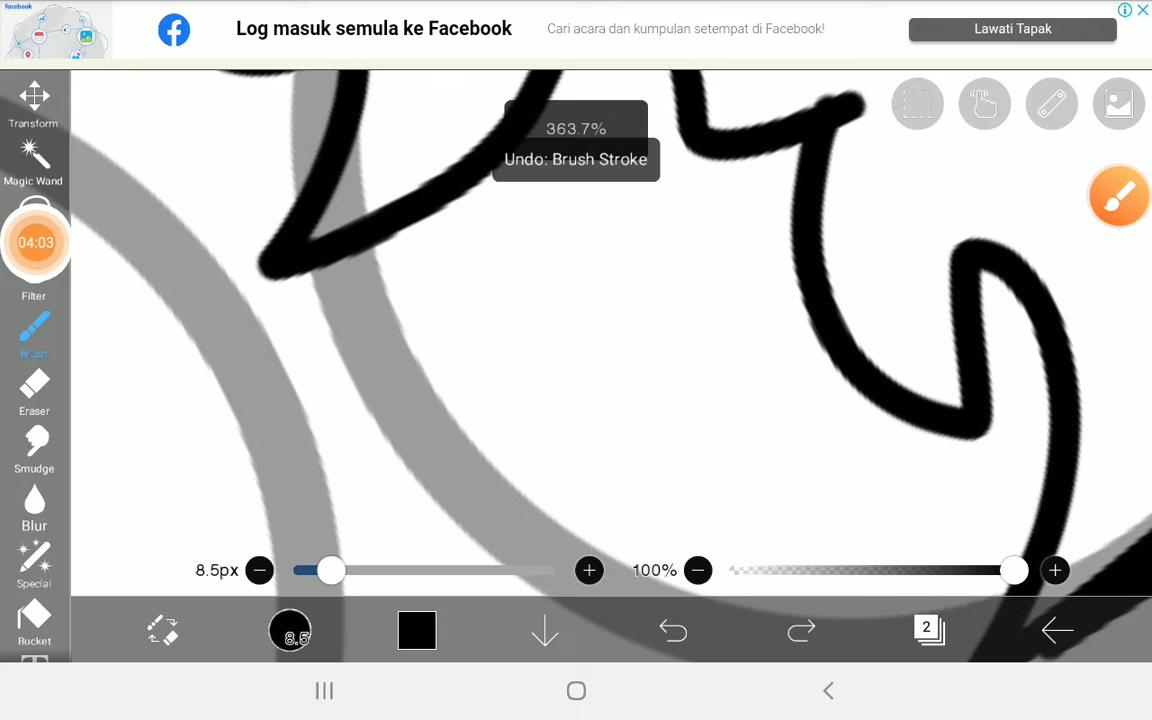 facebook
Log masuk semula ke Facebook
Cari acara dan kumpulan setempat di Facebook!
Lawati Tapak
Transform
Magic Wand
04:03
Filter
Brush
Eraser
Smudge
Blur
Special
Bucket
363.7%
Undo: Brush Stroke
8.5px
100%
8.5
2